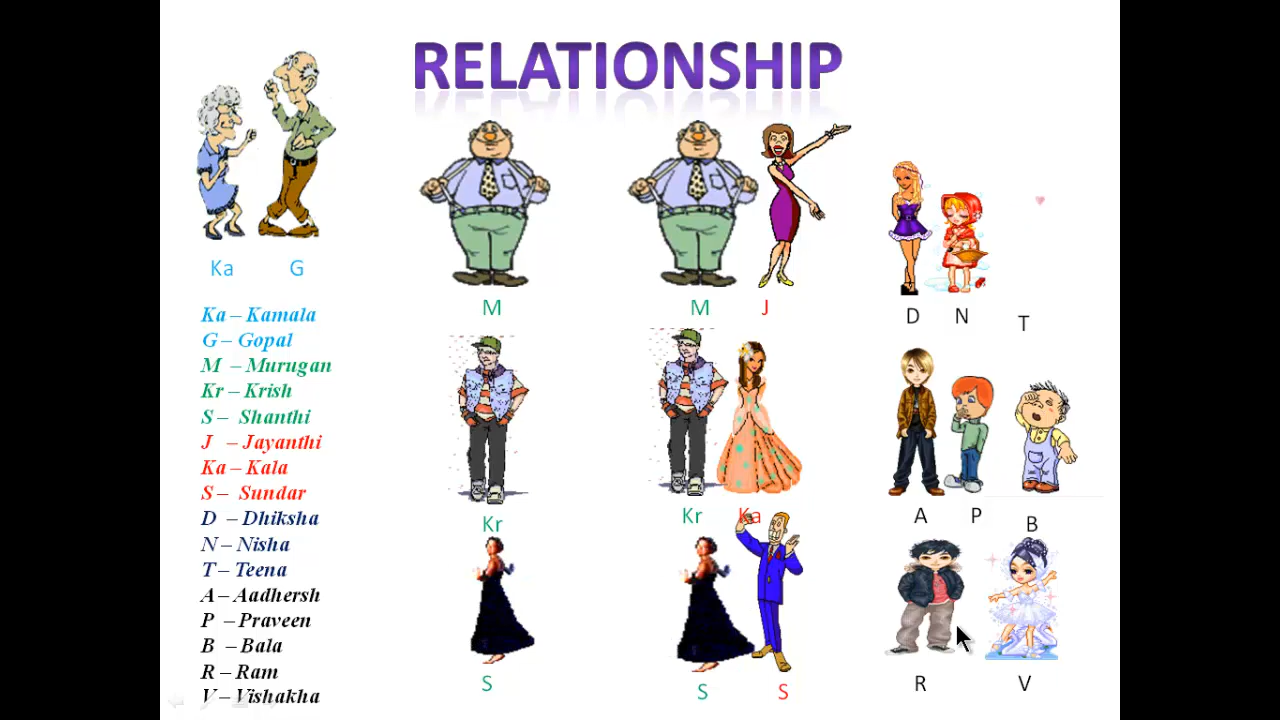 RELATIONSHIP
Ka G
M
M J
D N T
Ka – Kamala
G – Gopal
M – Murugan
Kr – Krish
S – Shanthi
J – Jayanthi
Ka – Kala
S – Sundar
D – Dhiksha
N – Nisha
T – Teena
A – Aadhersh
P – Praveen
B – Bala
R – Ram
V – Vishakha
Kr
Kr Ka
A P B
S
S S
R V